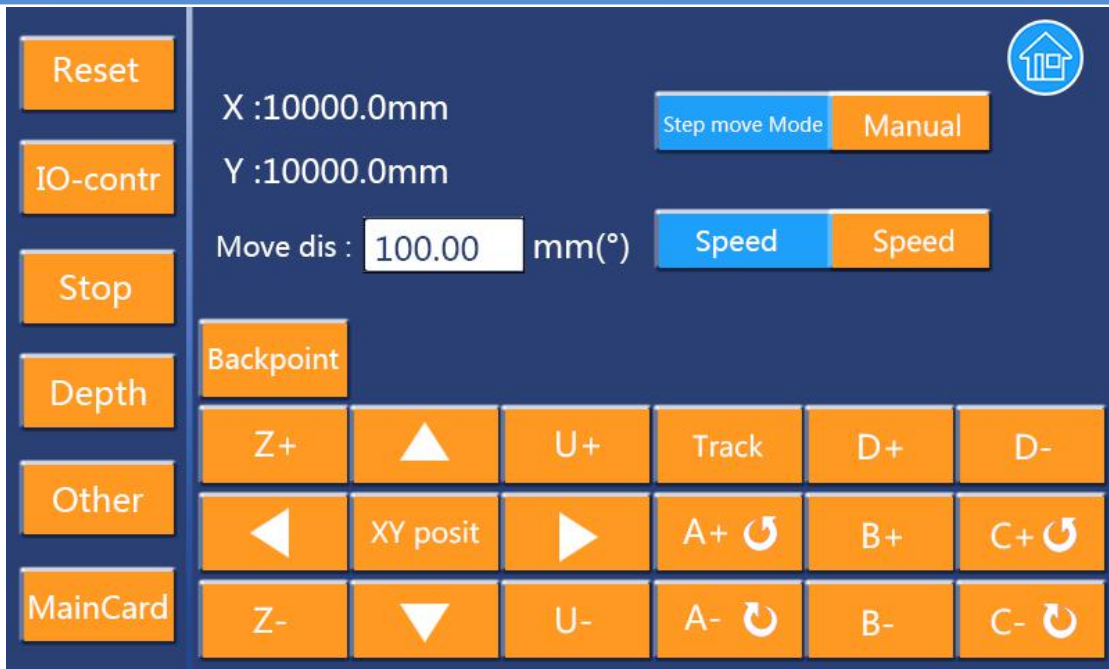 Reset
IO-contr
Stop
Depth
Other
MainCard
X :10000.0mm
Y :10000.0mm
Move dis : 100.00 mm(°)
Step move Mode Manual
Speed Speed
Backpoint
Z+ U+ Track D+ D-
XY posit A+ B+ C+
Z- U- A- B- C-